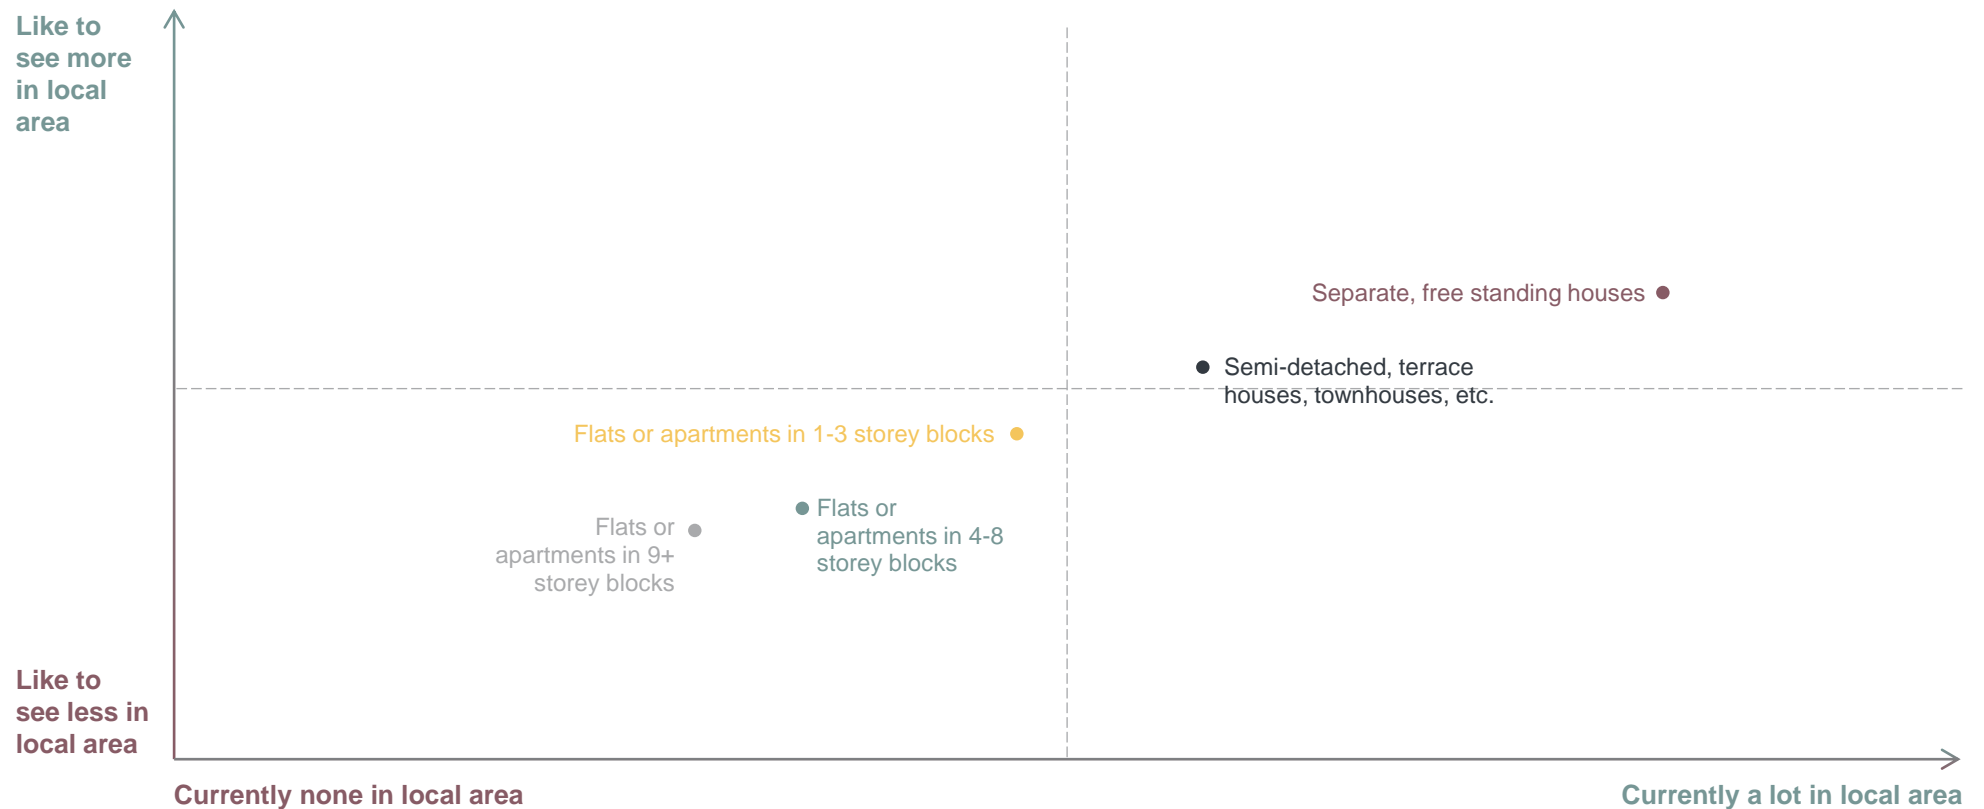 Like to
see more
in local
area
Separate, free standing houses
Semi-detached, terrace
houses, townhouses, etc.
Flats or apartments in 1-3 storey blocks
Flats or
apartments in 4-8
storey blocks
Flats or
apartments in 9+
storey blocks
Like to
see less in
local area
Currently none in local area
Currently a lot in local area